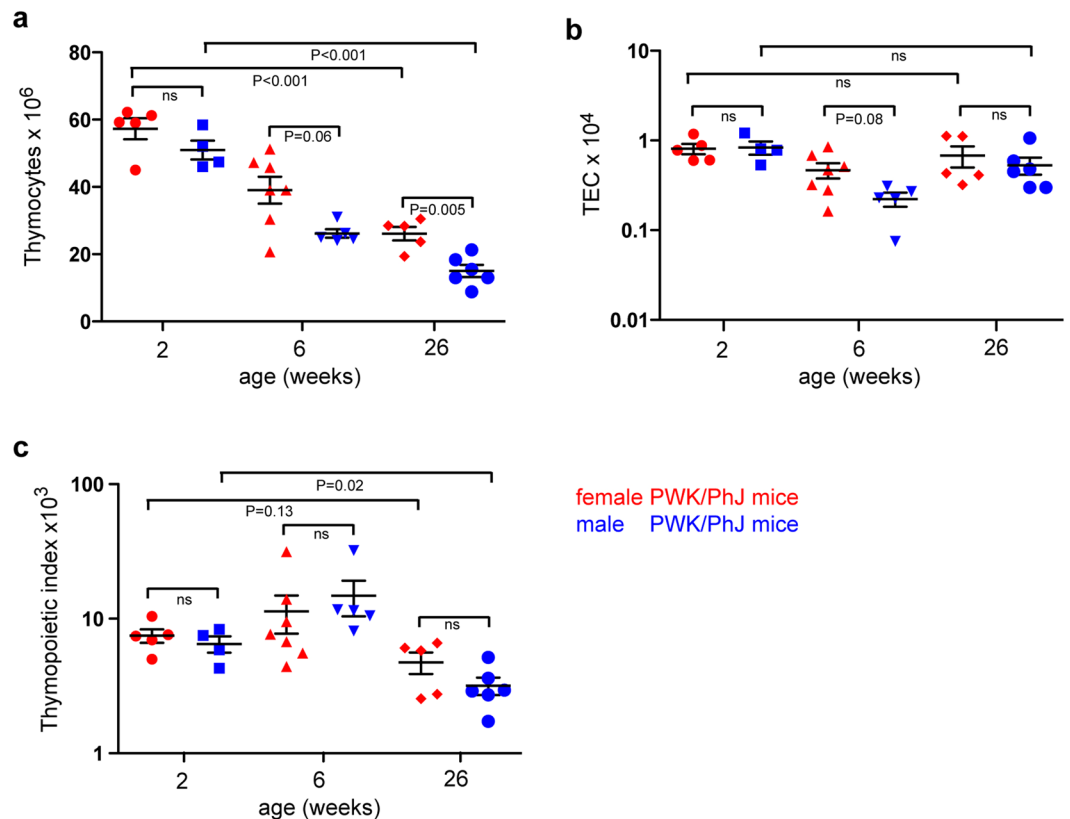 a
P<0.001
P<0.001
ns
P=0.06
P=0.005
Thymocytes x 10⁶
80
60
40
20
0
2 6 26
age (weeks)
b
ns
ns
ns
P=0.08
ns
TEC x 10⁴
10
1
0.1
0.01
2 6 26
age (weeks)
c
P=0.02
P=0.13
ns
ns
ns
Thymopoietic index x10³
100
10
1
2 6 26
age (weeks)
female PWK/PhJ mice
male PWK/PhJ mice